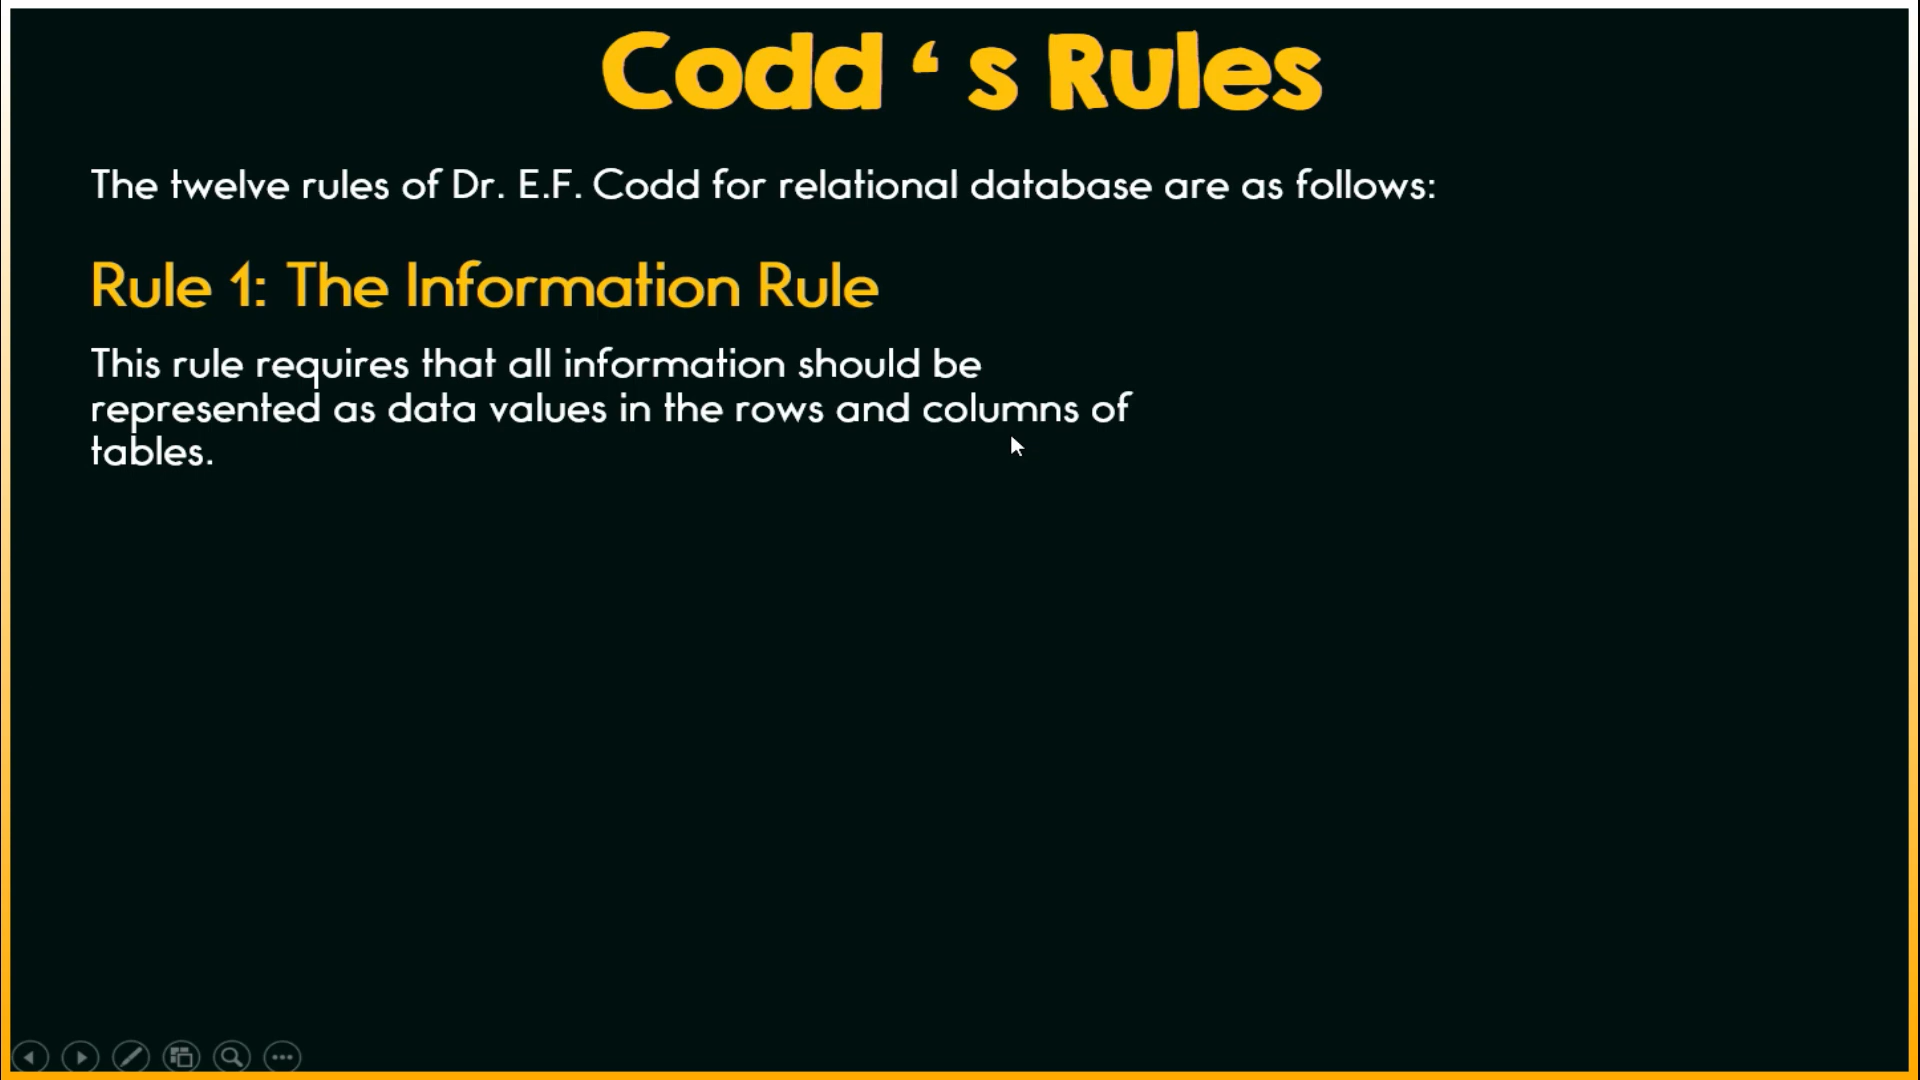 Codd ‘ s Rules
The twelve rules of Dr. E.F. Codd for relational database are as follows:
Rule 1: The Information Rule
This rule requires that all information should be
represented as data values in the rows and columns of
tables.